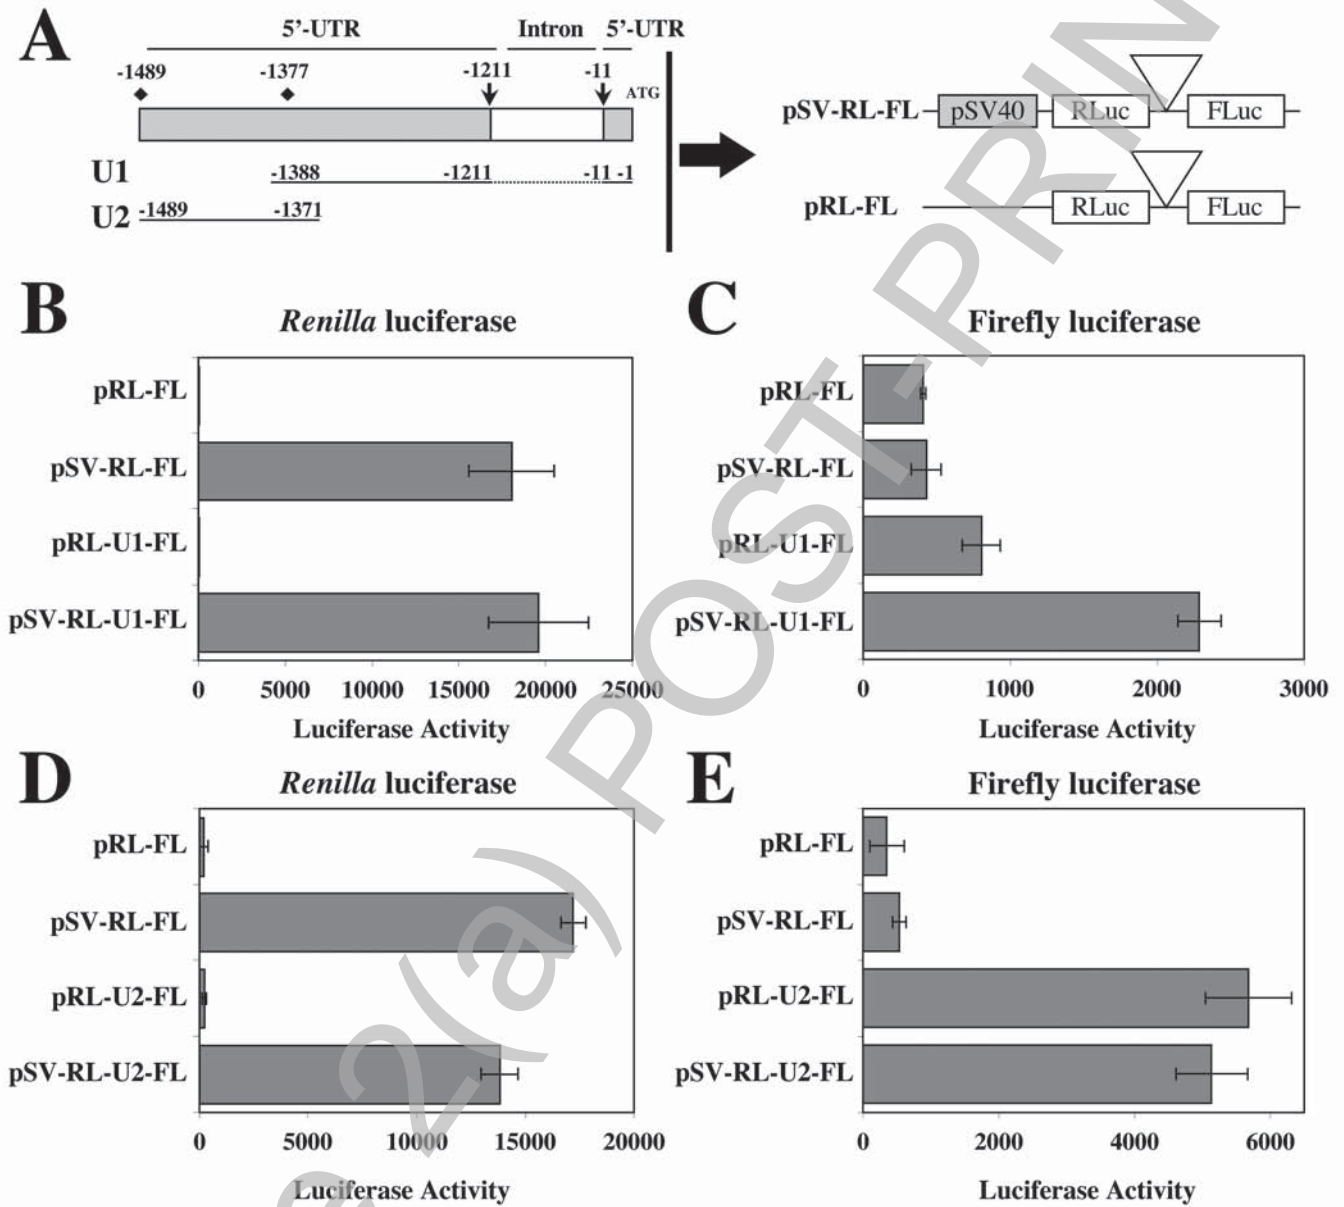 A
5’-UTR Intron 5’-UTR
-1489 -1377 -1211 -11 ATG
U1 -1388 -1211 -11 -1
U2 -1489 -1371
pSV-RL-FL pSV40 RLuc FLuc
pRL-FL RLuc FLuc
B
Renilla luciferase
pRL-FL
pSV-RL-FL
pRL-U1-FL
pSV-RL-U1-FL
0 5000 10000 15000 20000 25000
Luciferase Activity
C
Firefly luciferase
pRL-FL
pSV-RL-FL
pRL-U1-FL
pSV-RL-U1-FL
0 1000 2000 3000
Luciferase Activity
D
Renilla luciferase
pRL-FL
pSV-RL-FL
pRL-U2-FL
pSV-RL-U2-FL
0 5000 10000 15000 20000
Luciferase Activity
E
Firefly luciferase
pRL-FL
pSV-RL-FL
pRL-U2-FL
pSV-RL-U2-FL
0 2000 4000 6000
Luciferase Activity
2(a) POST-PRIN